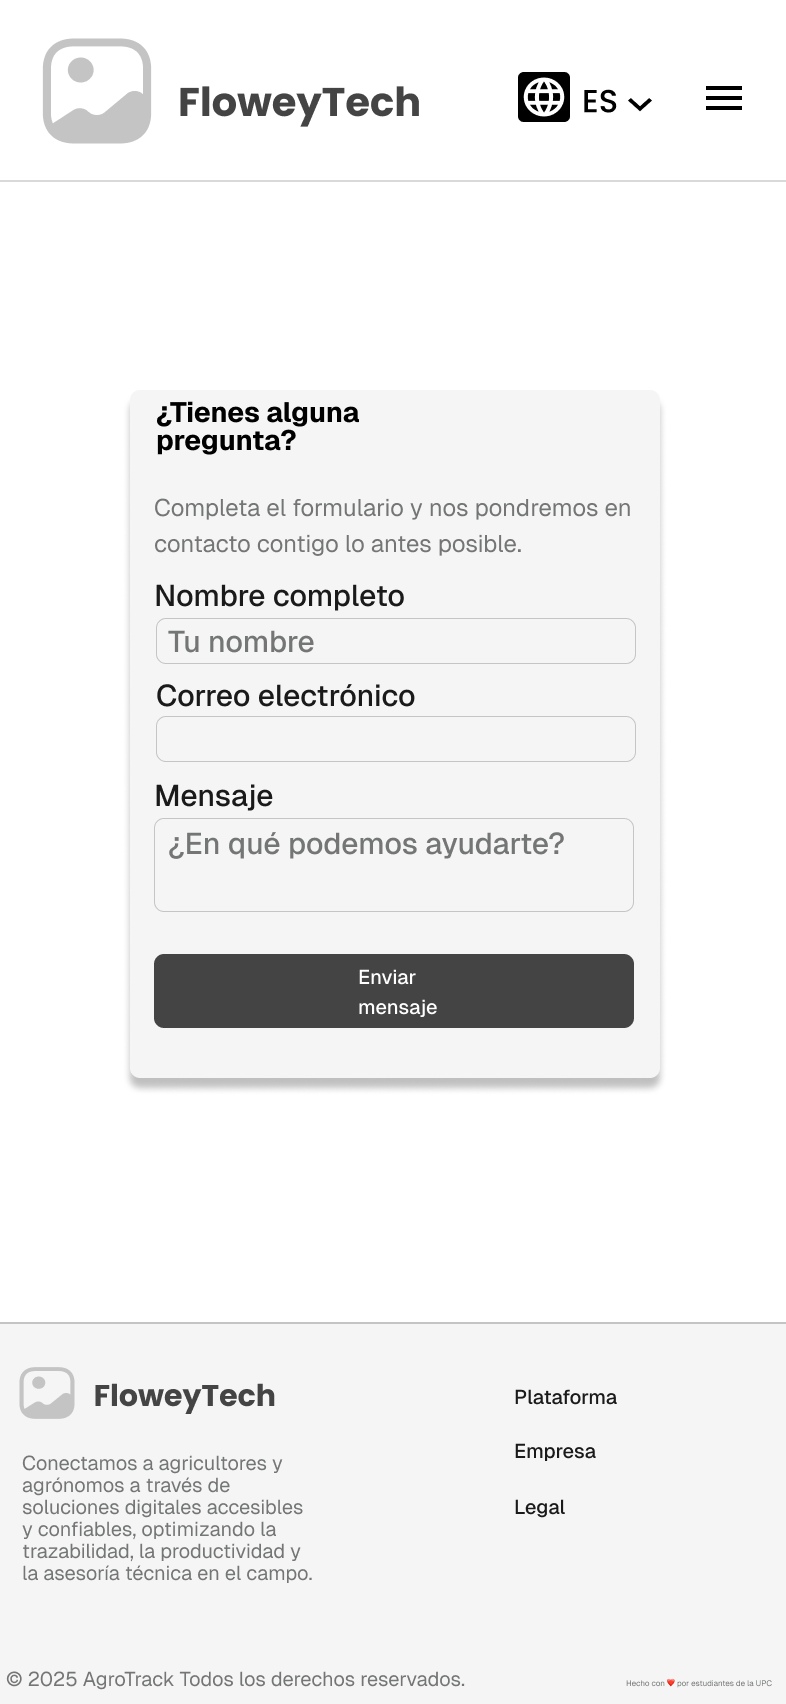 FloweyTech
ES
¿Tienes alguna
pregunta?
Completa el formulario y nos pondremos en
contacto contigo lo antes posible.
Nombre completo
Tu nombre
Correo electrónico
Mensaje
¿En qué podemos ayudarte?
Enviar
mensaje
FloweyTech
Conectamos a agricultores y
agrónomos a través de
soluciones digitales accesibles
y confiables, optimizando la
trazabilidad, la productividad y
la asesoría técnica en el campo.
Plataforma
Empresa
Legal
© 2025 AgroTrack Todos los derechos reservados.
Hecho con ❤️ por estudiantes de la UPC